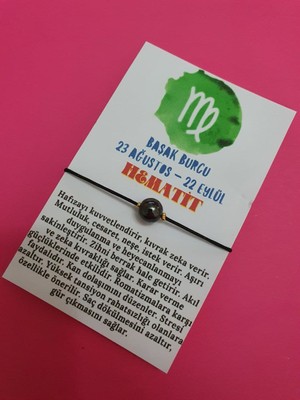 BAŞAK BURCU
23 AĞUSTOS – 22 EYLÜL
HEMATİT
Hafızayı kuvvetlendirir, kıvrak zeka verir.
Mutluluk, cesaret, neşe, istek verir. Aşırı
duygulanma ve heyecanlanmayı
sakinleştirir. Zihni berrak hale getirir. Akıl
ve zeka kıvraklığı sağlar. Karar verme
güçlüklerinde etkilidir. Romatizmalara karşı
faydalıdır. Kan dolaşımını düzenler. Stresi
azaltır. Yüksek tansiyon rahatsızlığı olanlara
özellikle önerilir. Saç dökülmesini azaltır,
gür çıkmasını sağlar.